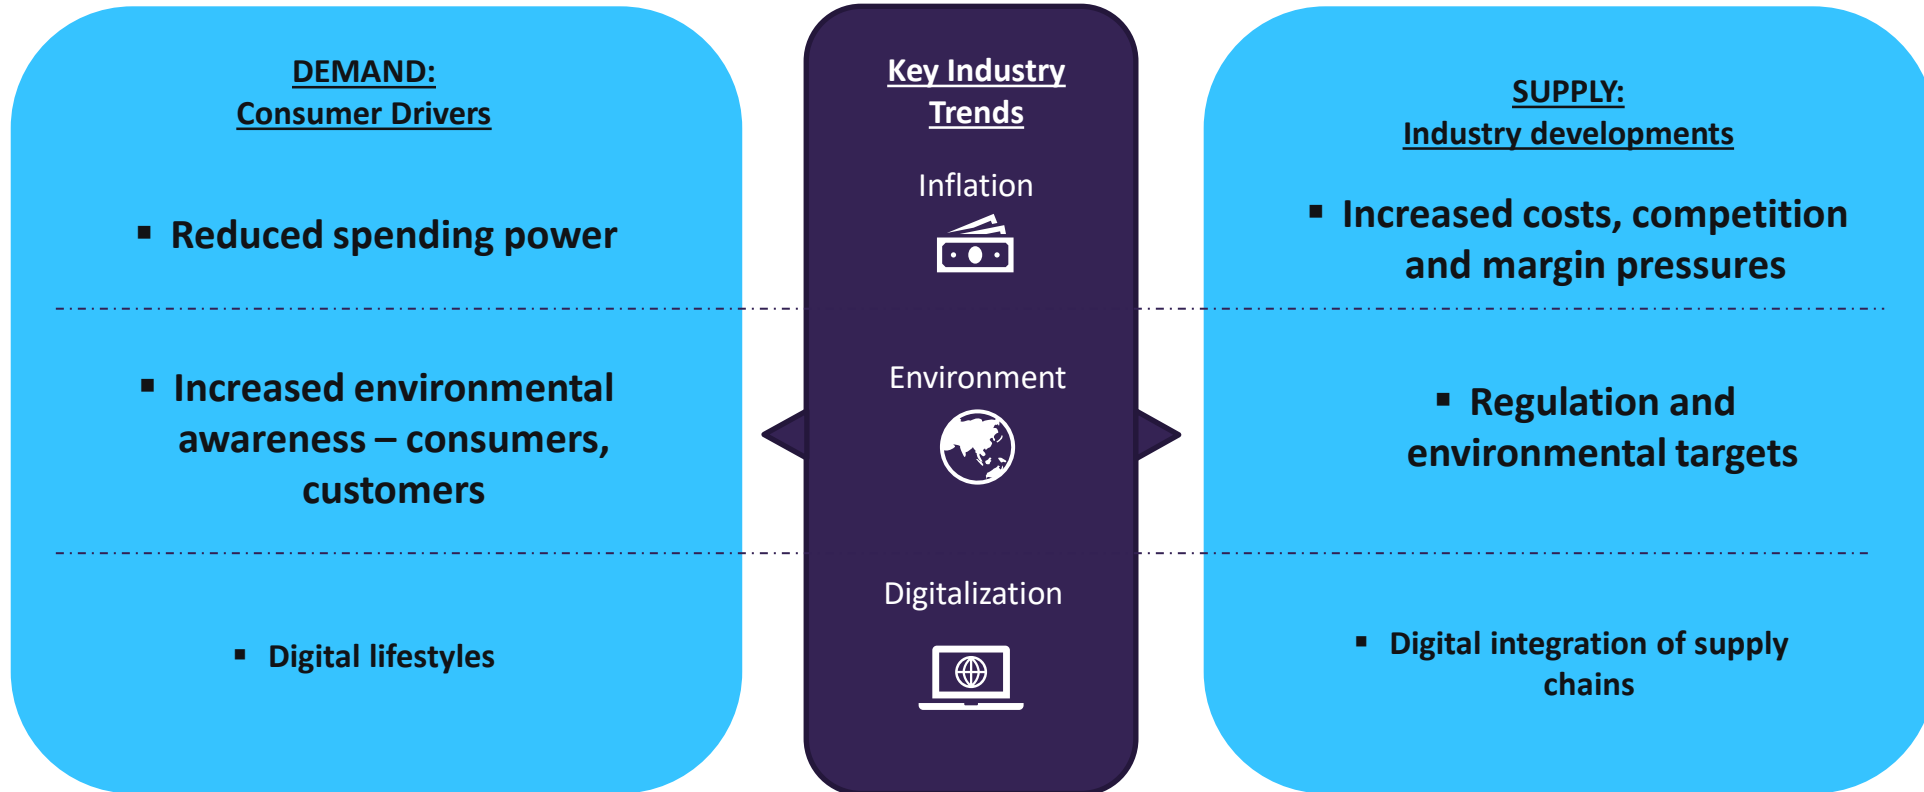 DEMAND:
Consumer Drivers
▪ Reduced spending power
▪ Increased environmental
awareness – consumers,
customers
▪ Digital lifestyles
Key Industry
Trends
Inflation
Environment
Digitalization
SUPPLY:
Industry developments
▪ Increased costs, competition
and margin pressures
▪ Regulation and
environmental targets
▪ Digital integration of supply
chains